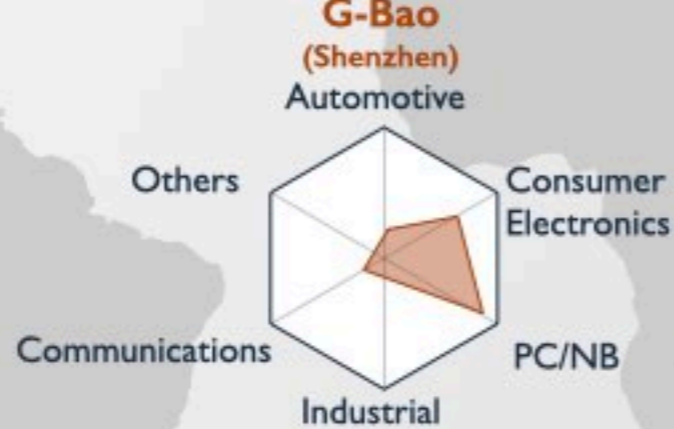 G-Bao
(Shenzhen)
Automotive
Others
Consumer
Electronics
Communications
PC/NB
Industrial